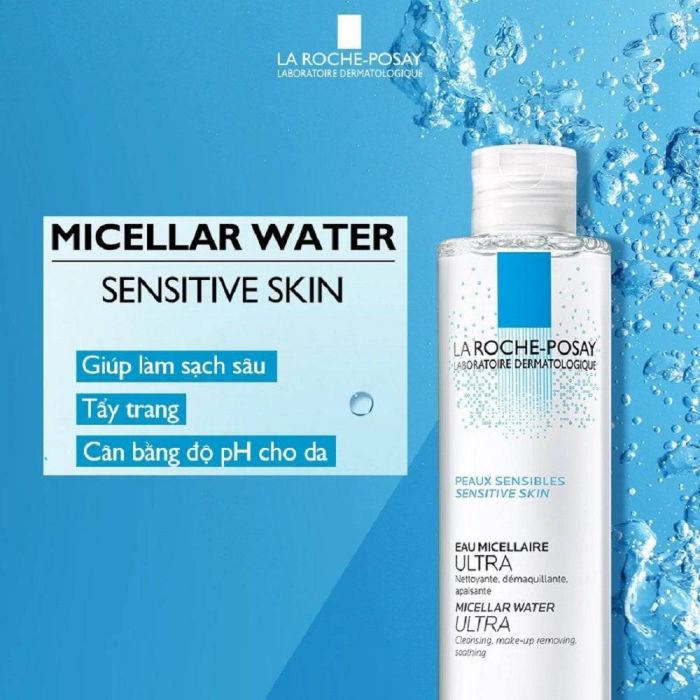 LA ROCHE-POSAY
LABORATOIRE DERMATOLOGIQUE
MICELLAR WATER
SENSITIVE SKIN
Giúp làm sạch sâu
Tẩy trang
Cân bằng độ pH cho da
LA ROCHE-POSAY
LABORATOIRE DERMATOLOGIQUE
PEAUX SENSIBLES
SENSITIVE SKIN
EAU MICELLAIRE
ULTRA
Nettoyante, démaquillante,
apaisante
MICELLAR WATER
ULTRA
Cleansing, make-up removing,
soothing